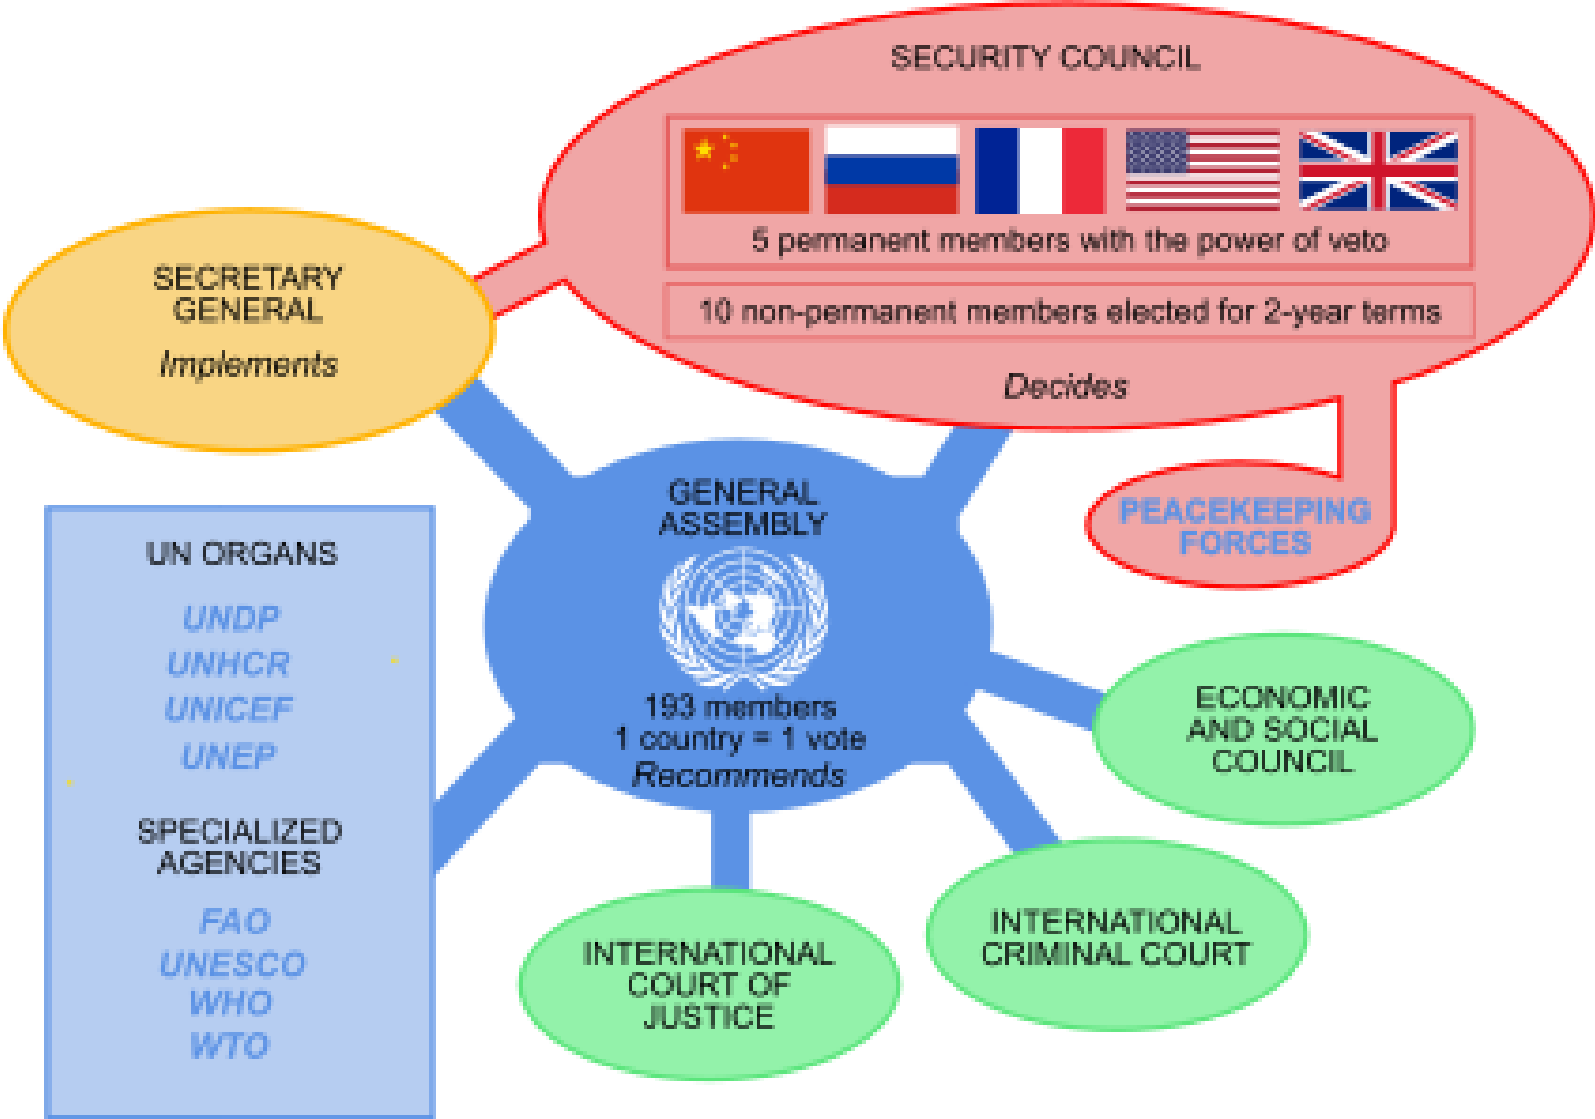 SECURITY COUNCIL
5 permanent members with the power of veto
10 non-permanent members elected for 2-year terms
Decides
SECRETARY
GENERAL
Implements
PEACEKEEPING
FORCES
GENERAL
ASSEMBLY
193 members
1 country = 1 vote
Recommends
UN ORGANS
UNDP
UNHCR
UNICEF
UNEP
SPECIALIZED
AGENCIES
FAO
UNESCO
WHO
WTO
ECONOMIC
AND SOCIAL
COUNCIL
INTERNATIONAL
CRIMINAL COURT
INTERNATIONAL
COURT OF
JUSTICE